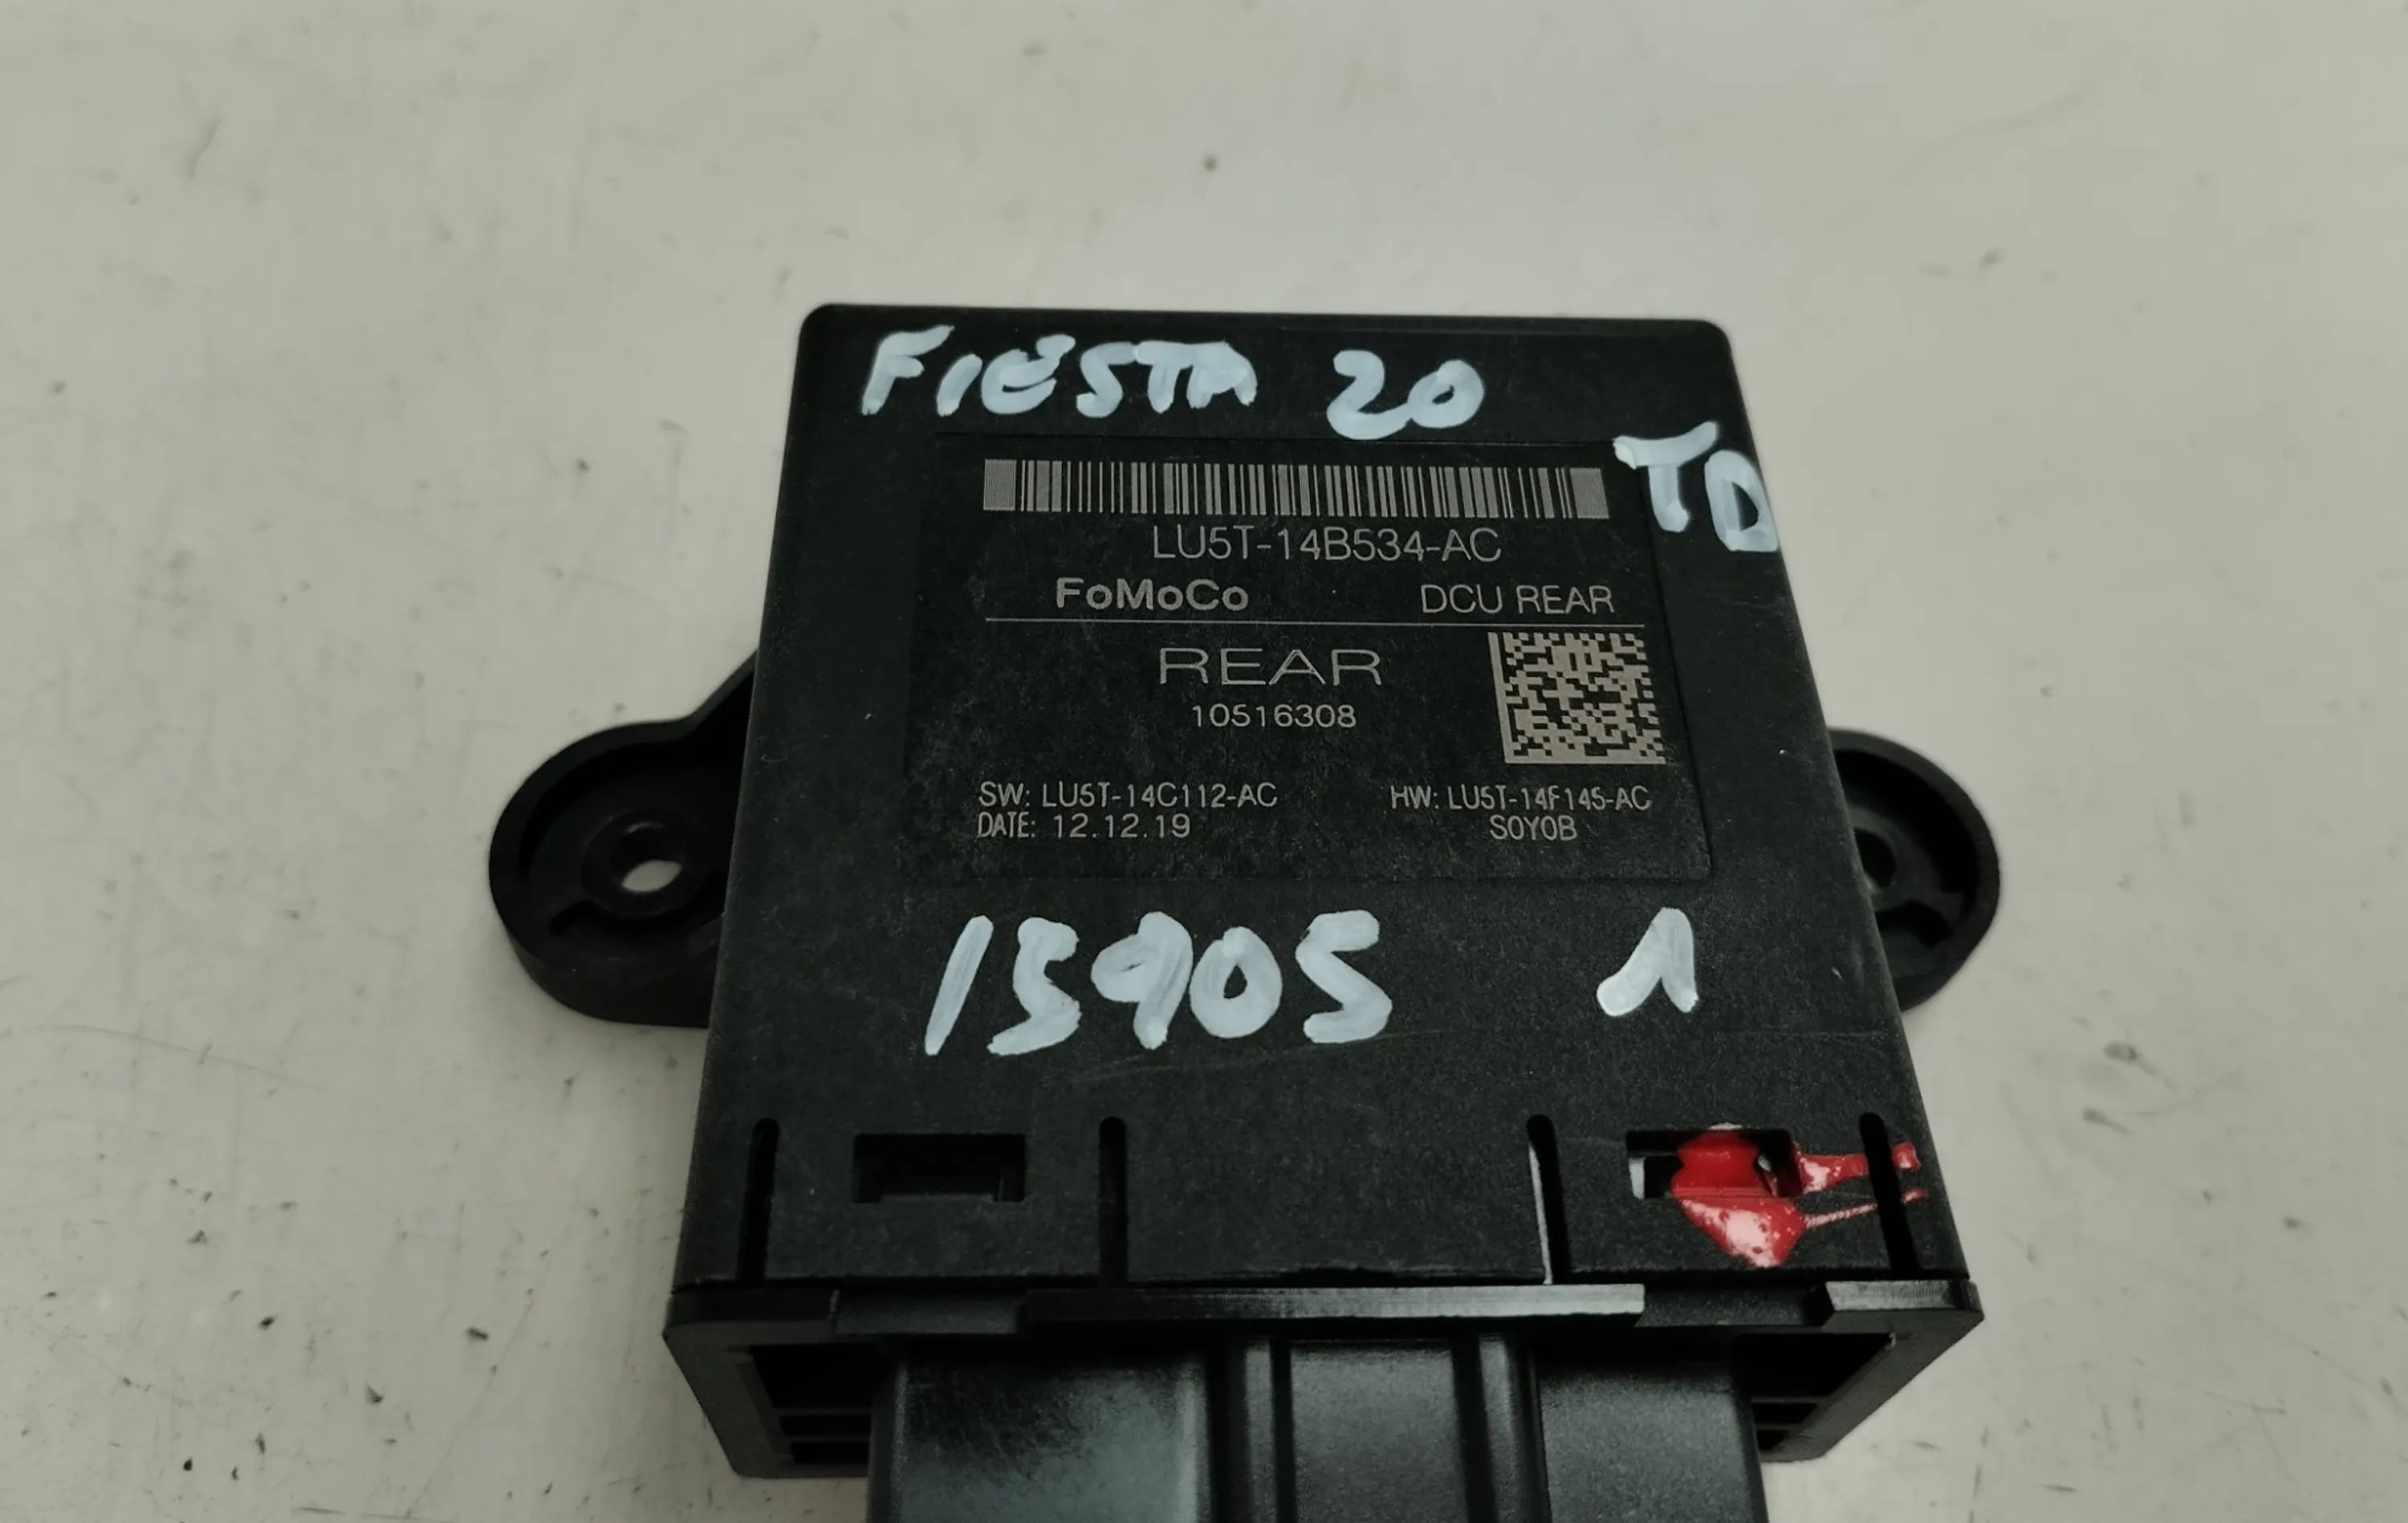 FIESTA 20
TD
LU5T-14B534-AC
FoMoCo DCU REAR
REAR
10516308
SW: LU5T-14C112-AC HW: LU5T-14F145-AC
DATE: 12.12.19 S0Y0B
15905 1